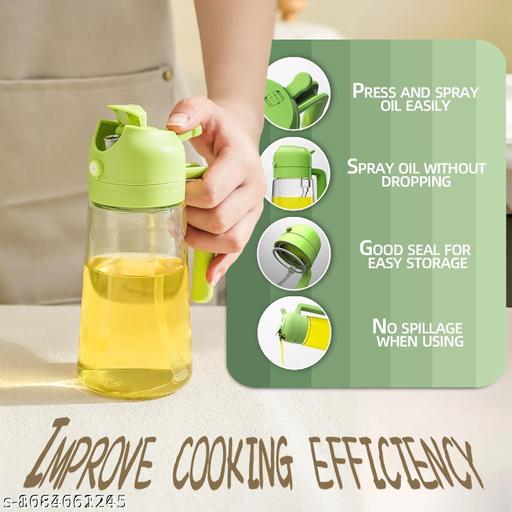 PRESS AND SPRAY
OIL EASILY
SPRAY OIL WITHOUT
DROPPING
GOOD SEAL FOR
EASY STORAGE
NO SPILLAGE
WHEN USING
IMPROVE COOKING EFFICIENCY